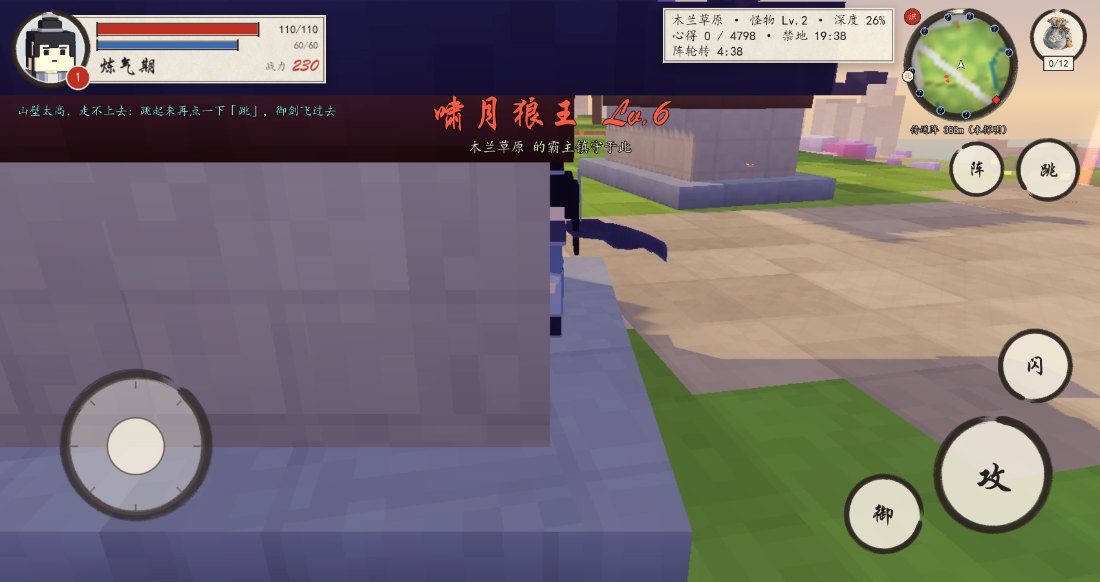 110/110
60/60
炼气期
战力 230
1
山壁太高, 走不上去: 跳起来再点一下「跳」, 御剑飞过去
啸月狼王 Lv.6
木兰草原 的霸主镇守于此
木兰草原 · 怪物 Lv.2 · 深度 26%
心得 0 / 4798 · 禁地 19:38
阵轮转 4:38
0/12
阵
跳
闪
攻
御